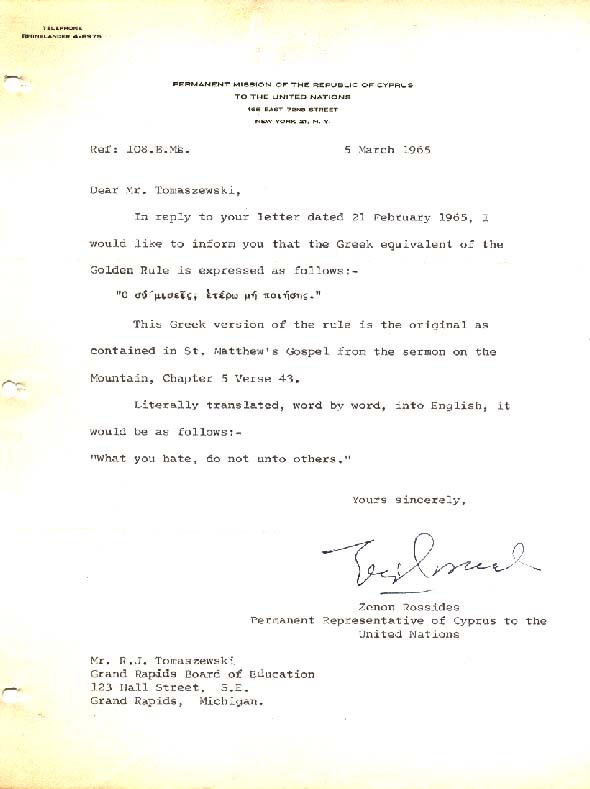 TELEPHONE
RHINELANDER 4-8975
PERMANENT MISSION OF THE REPUBLIC OF CYPRUS
TO THE UNITED NATIONS
165 EAST 72ND STREET
NEW YORK 21, N. Y.
Ref: 108.E.Ms. 5 March 1965
Dear Mr. Tomaszewski,
In reply to your letter dated 21 February 1965, I
would like to inform you that the Greek equivalent of the
Golden Rule is expressed as follows:-
"Ο σύ μισεῖς, ἑτέρω μή ποιήσης."
This Greek version of the rule is the original as
contained in St. Matthew's Gospel from the sermon on the
Mountain, Chapter 5 Verse 43.
Literally translated, word by word, into English, it
would be as follows:-
"What you hate, do not unto others."
Yours sincerely,
Zenon Rossides
Permanent Representative of Cyprus to the
United Nations
Mr. R.J. Tomaszewski
Grand Rapids Board of Education
123 Hall Street, S.E.
Grand Rapids, Michigan.